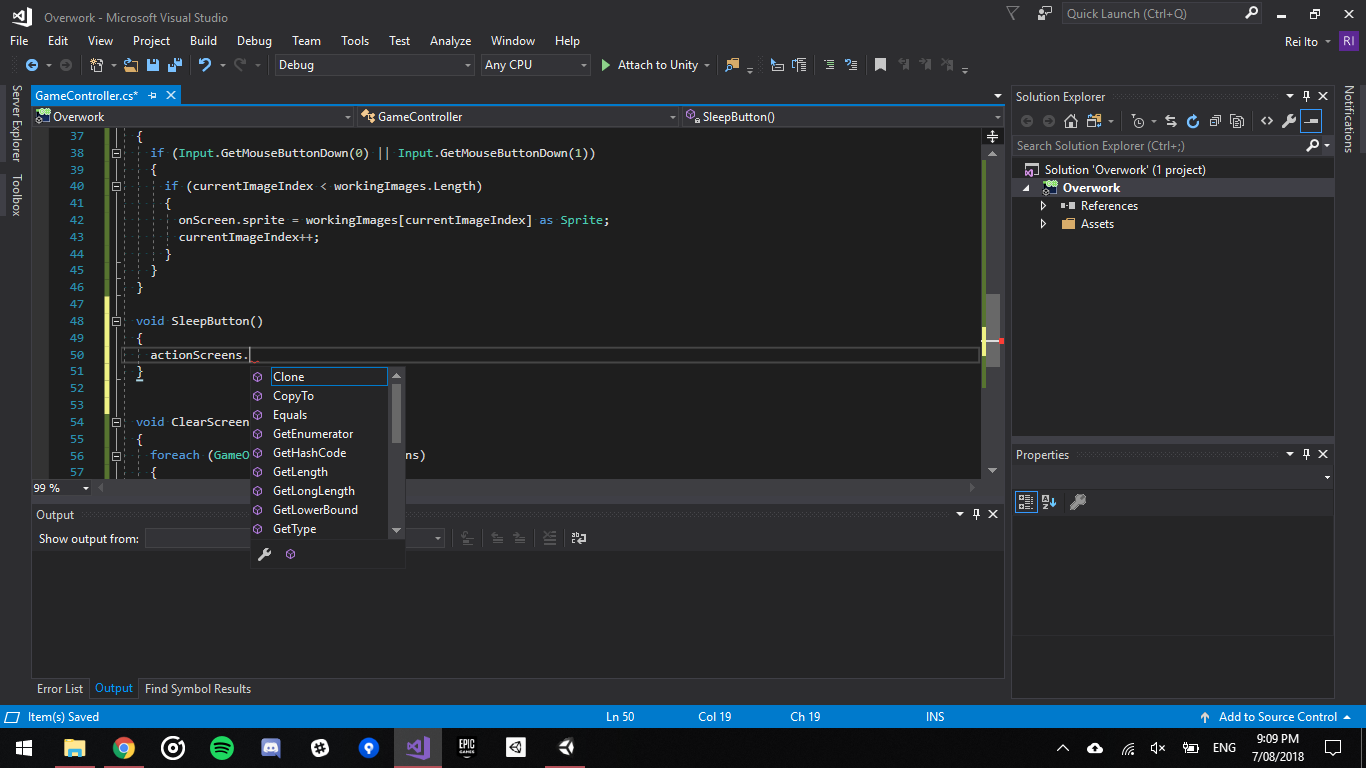 Overwork - Microsoft Visual Studio
Quick Launch (Ctrl+Q)
File Edit View Project Build Debug Team Tools Test Analyze Window Help
Rei Ito RI
Debug Any CPU Attach to Unity
Server Explorer
Toolbox
GameController.cs*
Overwork GameController SleepButton()
37 {
38 if (Input.GetMouseButtonDown(0) || Input.GetMouseButtonDown(1))
39 {
40 if (currentImageIndex < workingImages.Length)
41 {
42 onScreen.sprite = workingImages[currentImageIndex] as Sprite;
43 currentImageIndex++;
44 }
45 }
46 }
47
48 void SleepButton()
49 {
50 actionScreens.
51 }
52
53
54 void ClearScreen
55 {
56 foreach (GameO ns)
57 {
Clone
CopyTo
Equals
GetEnumerator
GetHashCode
GetLength
GetLongLength
GetLowerBound
GetType
99 %
Output
Show output from:
Error List Output Find Symbol Results
Solution Explorer
Search Solution Explorer (Ctrl+;)
Solution 'Overwork' (1 project)
Overwork
References
Assets
Properties
Notifications
Item(s) Saved Ln 50 Col 19 Ch 19 INS Add to Source Control
EPIC GAMES
ENG
9:09 PM
7/08/2018